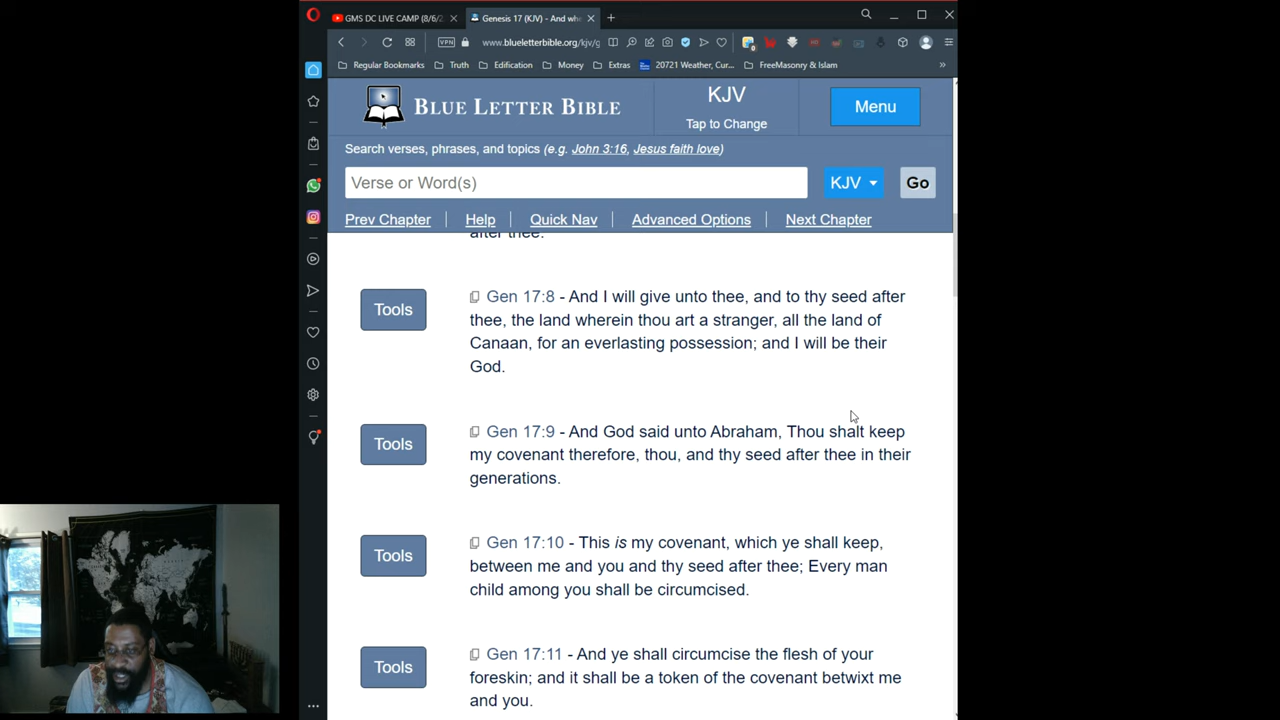 GMS DC LIVE CAMP (8/6/2
Genesis 17 (KJV) - And whe
VPN
www.blueletterbible.org/kjv/g
Regular Bookmarks
Truth
Edification
Money
Extras
20721 Weather, Cur...
FreeMasonry & Islam
»
BLUE LETTER BIBLE
KJV
Tap to Change
Menu
Search verses, phrases, and topics (e.g. John 3:16, Jesus faith love)
Verse or Word(s)
KJV
Go
Prev Chapter
Help
Quick Nav
Advanced Options
Next Chapter
after thee.
Tools
Gen 17:8 - And I will give unto thee, and to thy seed after
thee, the land wherein thou art a stranger, all the land of
Canaan, for an everlasting possession; and I will be their
God.
Tools
Gen 17:9 - And God said unto Abraham, Thou shalt keep
my covenant therefore, thou, and thy seed after thee in their
generations.
Tools
Gen 17:10 - This is my covenant, which ye shall keep,
between me and you and thy seed after thee; Every man
child among you shall be circumcised.
Tools
Gen 17:11 - And ye shall circumcise the flesh of your
foreskin; and it shall be a token of the covenant betwixt me
and you.